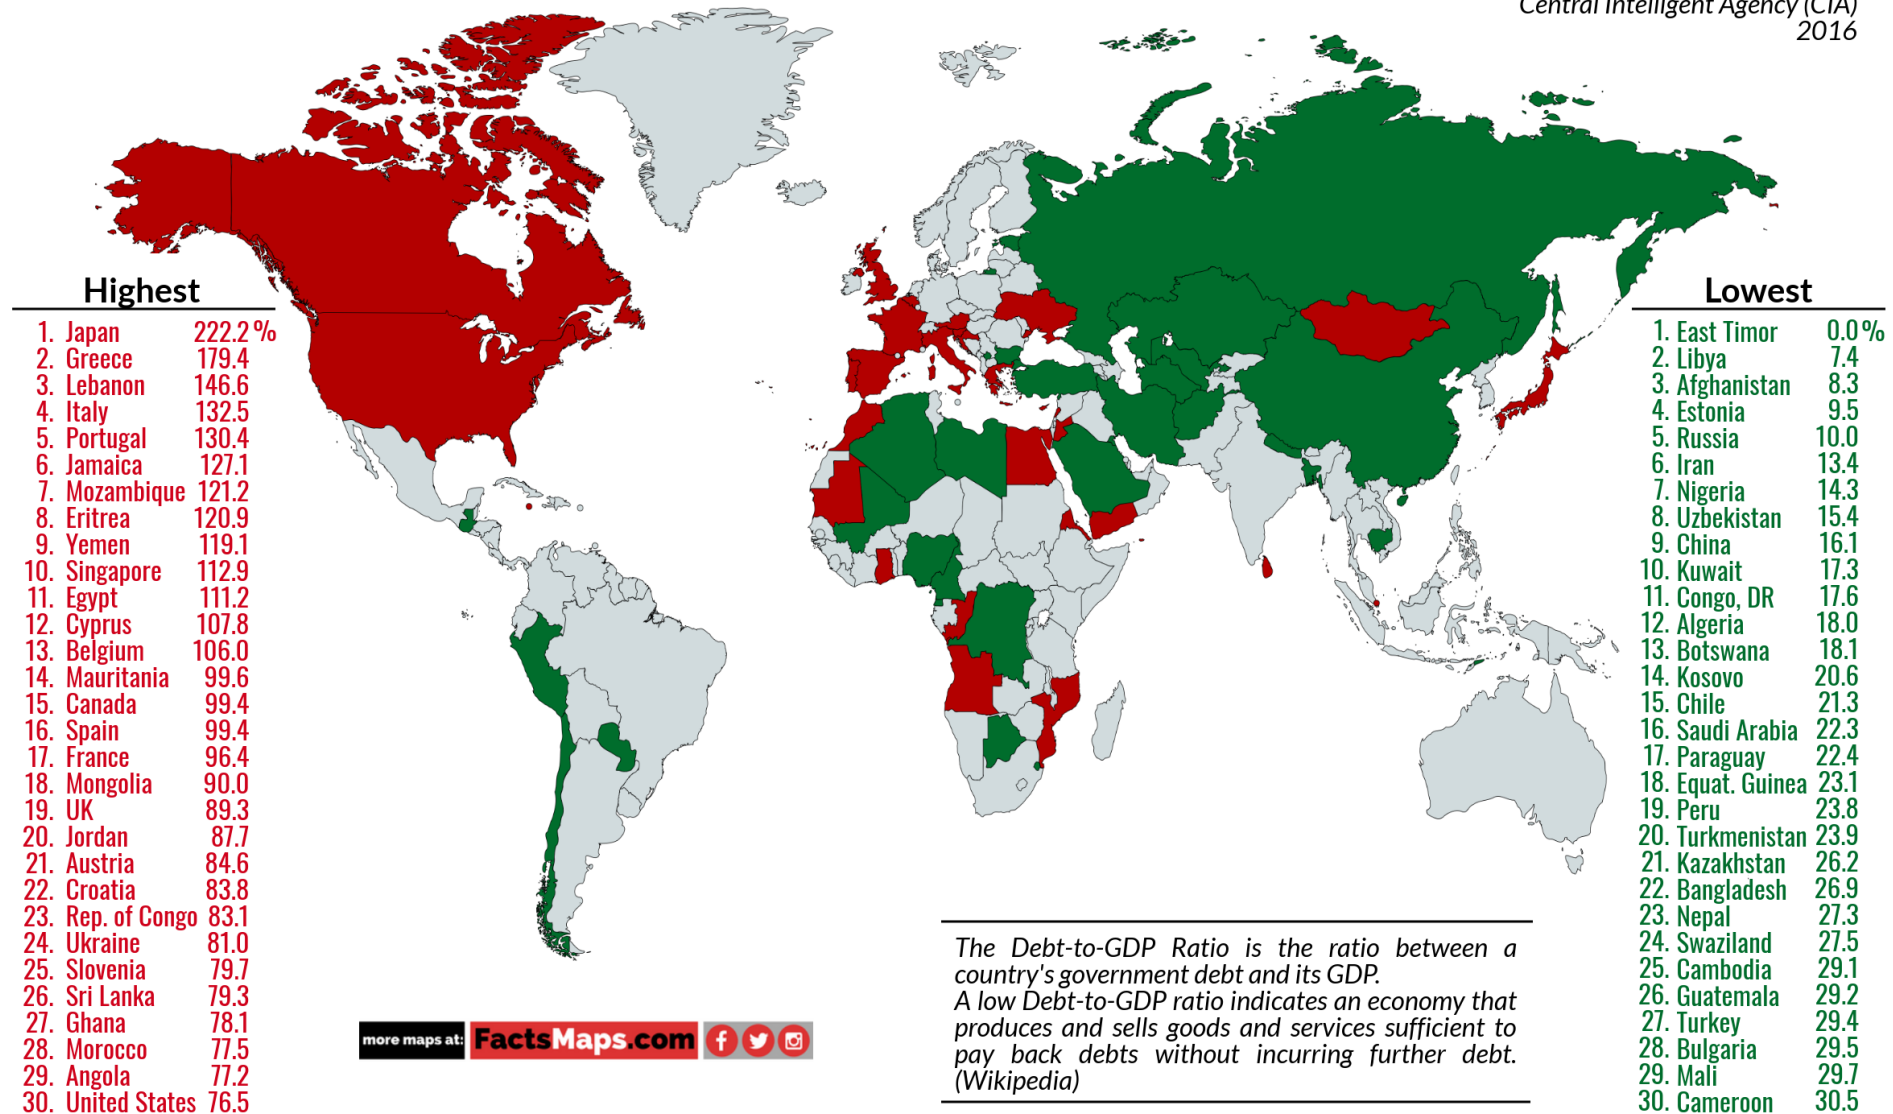 Central Intelligent Agency (CIA)
2016
Highest
1. Japan 222.2 %
2. Greece 179.4
3. Lebanon 146.6
4. Italy 132.5
5. Portugal 130.4
6. Jamaica 127.1
7. Mozambique 121.2
8. Eritrea 120.9
9. Yemen 119.1
10. Singapore 112.9
11. Egypt 111.2
12. Cyprus 107.8
13. Belgium 106.0
14. Mauritania 99.6
15. Canada 99.4
16. Spain 99.4
17. France 96.4
18. Mongolia 90.0
19. UK 89.3
20. Jordan 87.7
21. Austria 84.6
22. Croatia 83.8
23. Rep. of Congo 83.1
24. Ukraine 81.0
25. Slovenia 79.7
26. Sri Lanka 79.3
27. Ghana 78.1
28. Morocco 77.5
29. Angola 77.2
30. United States 76.5
Lowest
1. East Timor 0.0 %
2. Libya 7.4
3. Afghanistan 8.3
4. Estonia 9.5
5. Russia 10.0
6. Iran 13.4
7. Nigeria 14.3
8. Uzbekistan 15.4
9. China 16.1
10. Kuwait 17.3
11. Congo, DR 17.6
12. Algeria 18.0
13. Botswana 18.1
14. Kosovo 20.6
15. Chile 21.3
16. Saudi Arabia 22.3
17. Paraguay 22.4
18. Equat. Guinea 23.1
19. Peru 23.8
20. Turkmenistan 23.9
21. Kazakhstan 26.2
22. Bangladesh 26.9
23. Nepal 27.3
24. Swaziland 27.5
25. Cambodia 29.1
26. Guatemala 29.2
27. Turkey 29.4
28. Bulgaria 29.5
29. Mali 29.7
30. Cameroon 30.5
The Debt-to-GDP Ratio is the ratio between a
country's government debt and its GDP.
A low Debt-to-GDP ratio indicates an economy that
produces and sells goods and services sufficient to
pay back debts without incurring further debt.
(Wikipedia)
more maps at: FactsMaps.com